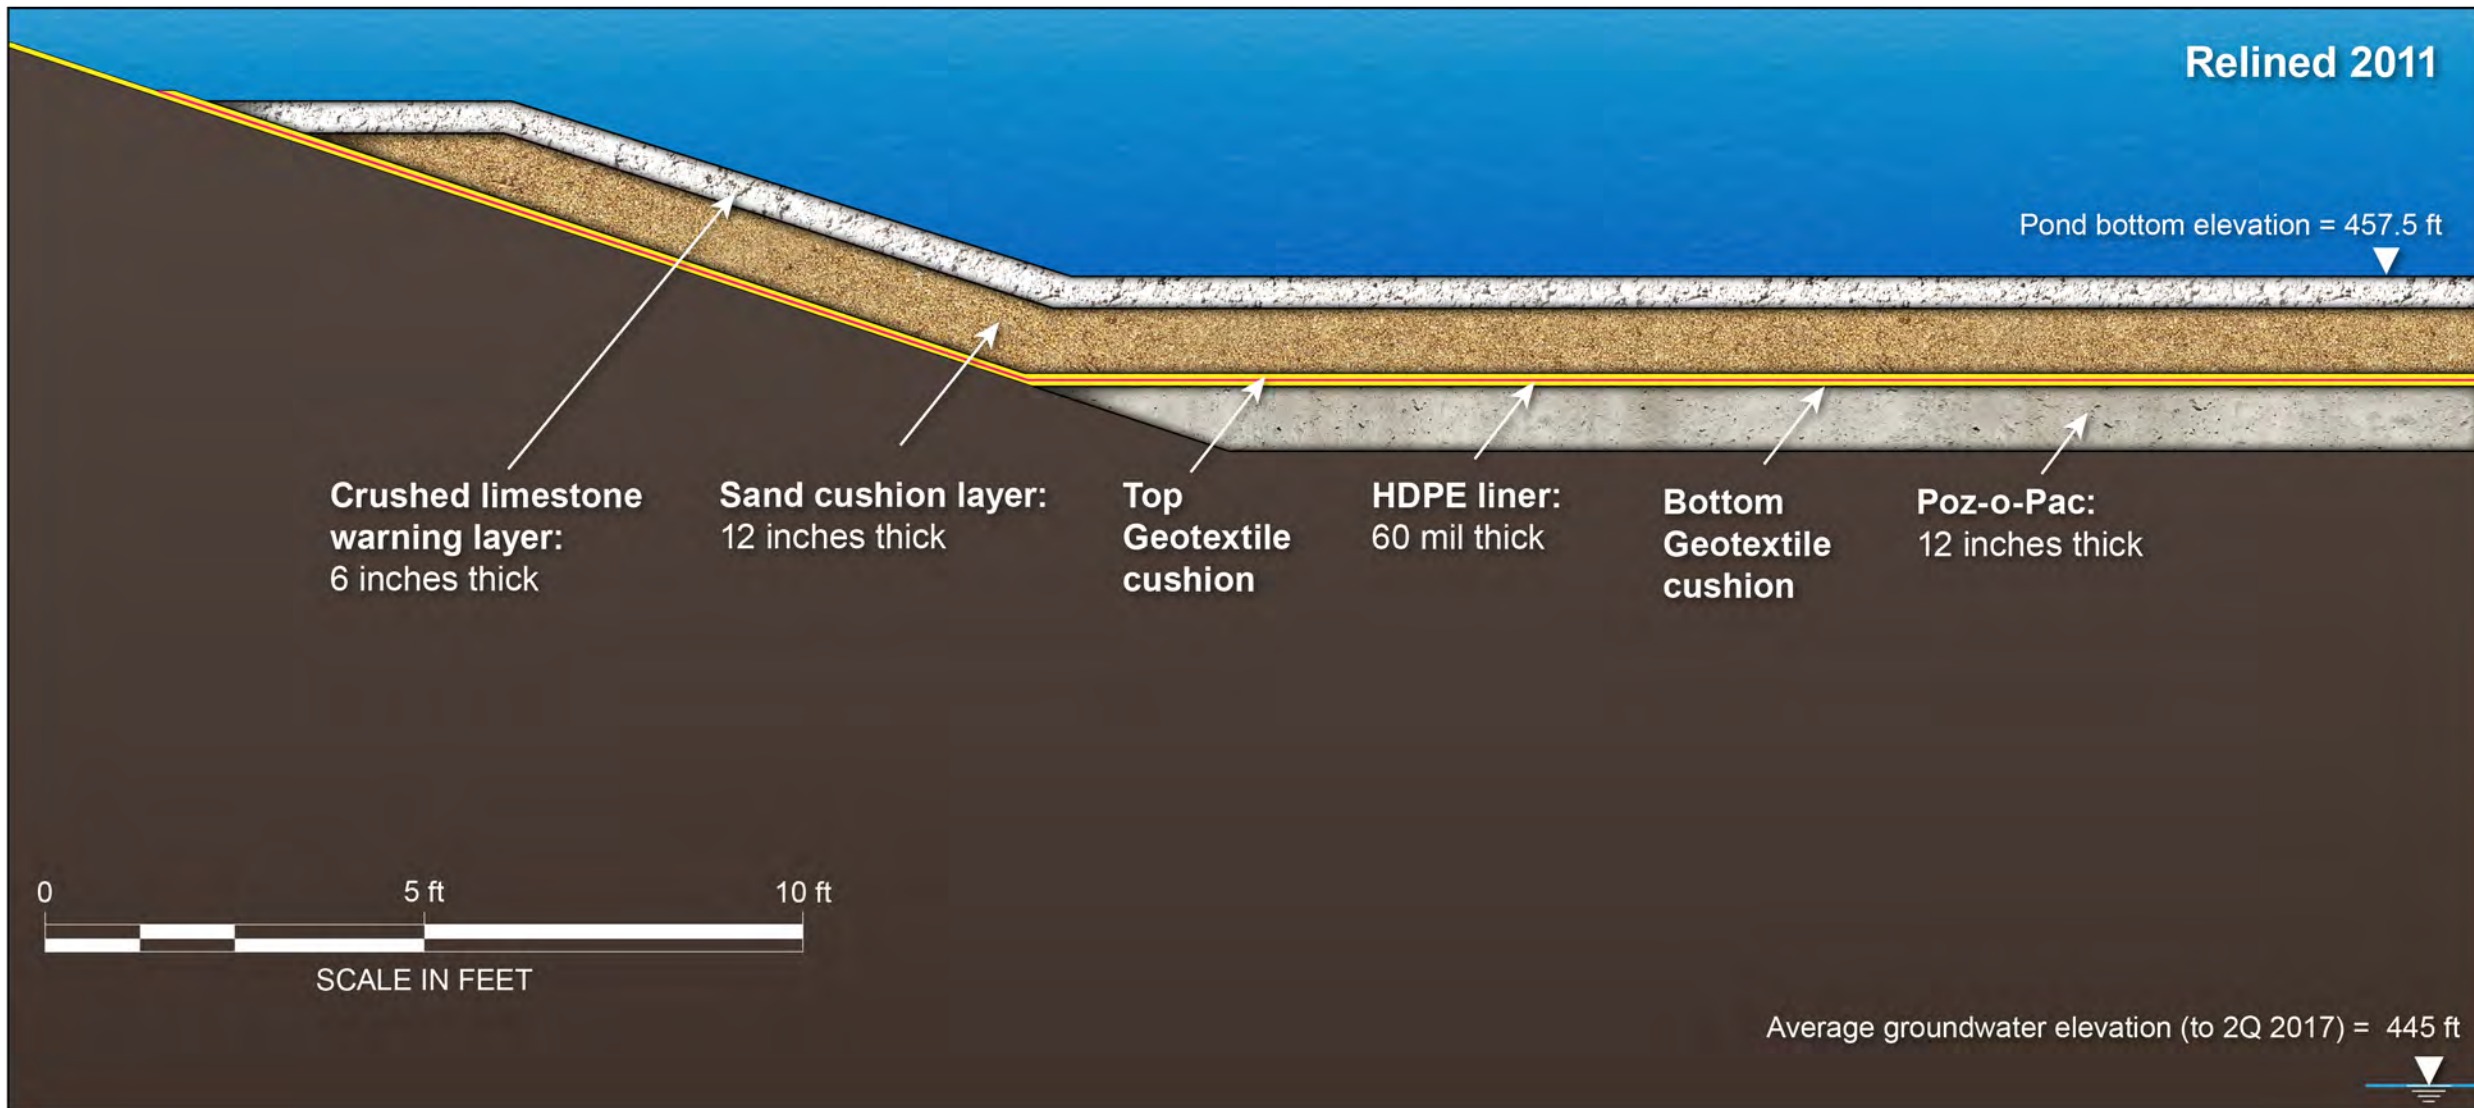 Relined 2011
Pond bottom elevation = 457.5 ft
Crushed limestone
warning layer:
6 inches thick
Sand cushion layer:
12 inches thick
Top
Geotextile
cushion
HDPE liner:
60 mil thick
Bottom
Geotextile
cushion
Poz-o-Pac:
12 inches thick
0 5 ft 10 ft
SCALE IN FEET
Average groundwater elevation (to 2Q 2017) = 445 ft